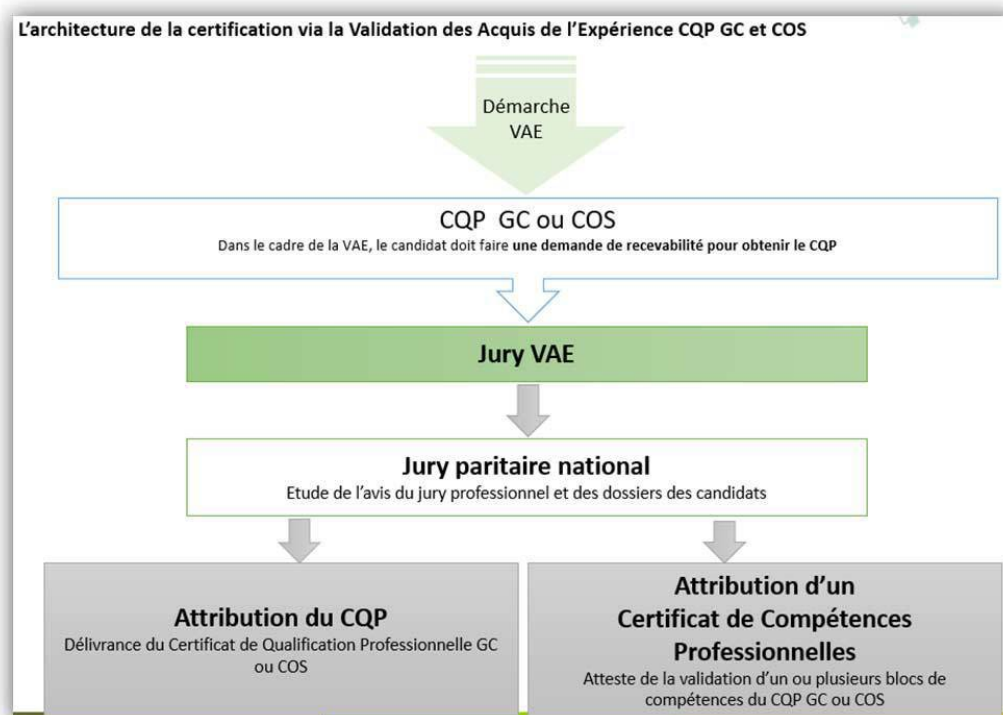 L'architecture de la certification via la Validation des Acquis de l'Expérience CQP GC et COS
Démarche
VAE
CQP GC ou COS
Dans le cadre de la VAE, le candidat doit faire une demande de recevabilité pour obtenir le CQP
Jury VAE
Jury paritaire national
Etude de l'avis du jury professionnel et des dossiers des candidats
Attribution du CQP
Délivrance du Certificat de Qualification Professionnelle GC
ou COS
Attribution d'un
Certificat de Compétences
Professionnelles
Atteste de la validation d'un ou plusieurs blocs de
compétences du CQP GC ou COS